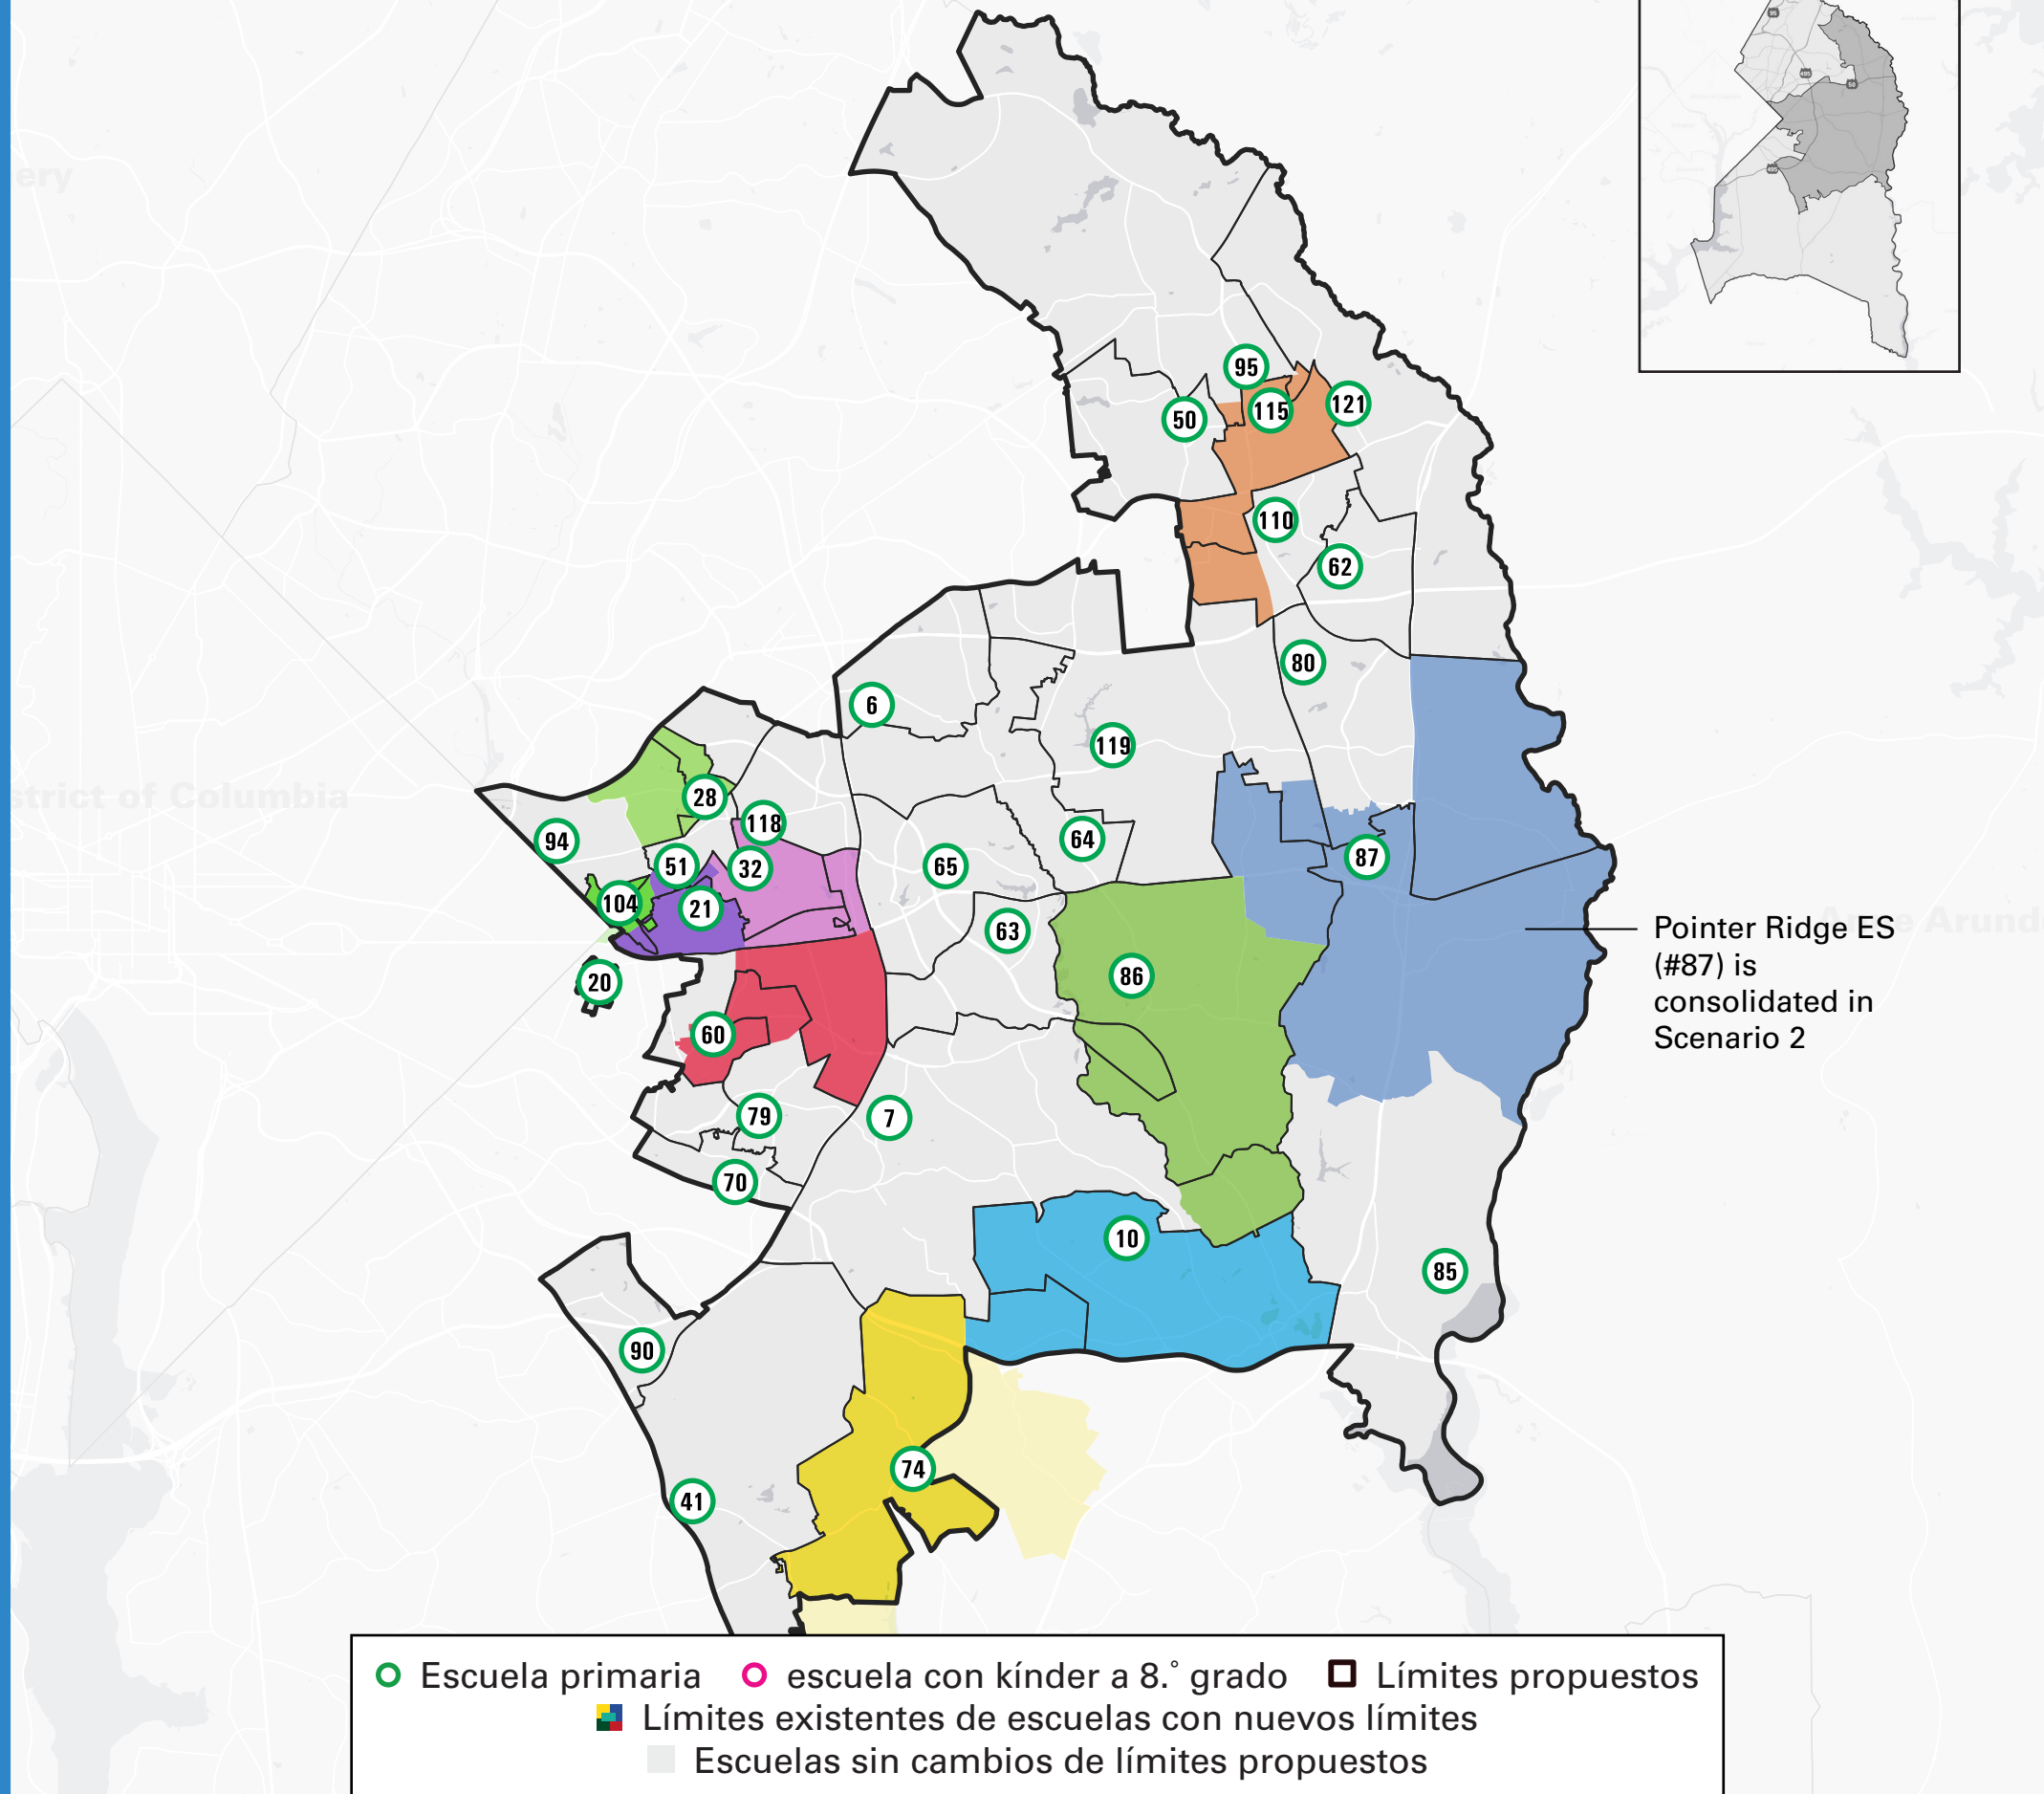 ery
95
50
115
121
110
62
80
6
119
28
118
94
64
51
32
65
87
104
21
63
Anne Arund
strict of Columbia
Pointer Ridge ES
(#87) is
consolidated in
Scenario 2
20
86
60
79
7
70
10
85
90
74
41
Escuela primaria
escuela con kínder a 8.° grado
Límites propuestos
Límites existentes de escuelas con nuevos límites
Escuelas sin cambios de límites propuestos